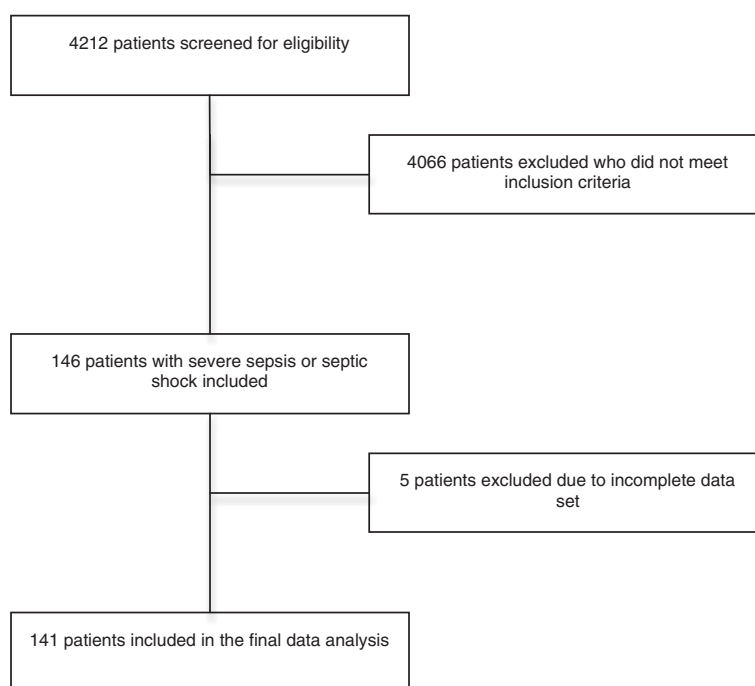 4212 patients screened for eligibility
4066 patients excluded who did not meet
inclusion criteria
146 patients with severe sepsis or septic
shock included
5 patients excluded due to incomplete data
set
141 patients included in the final data analysis